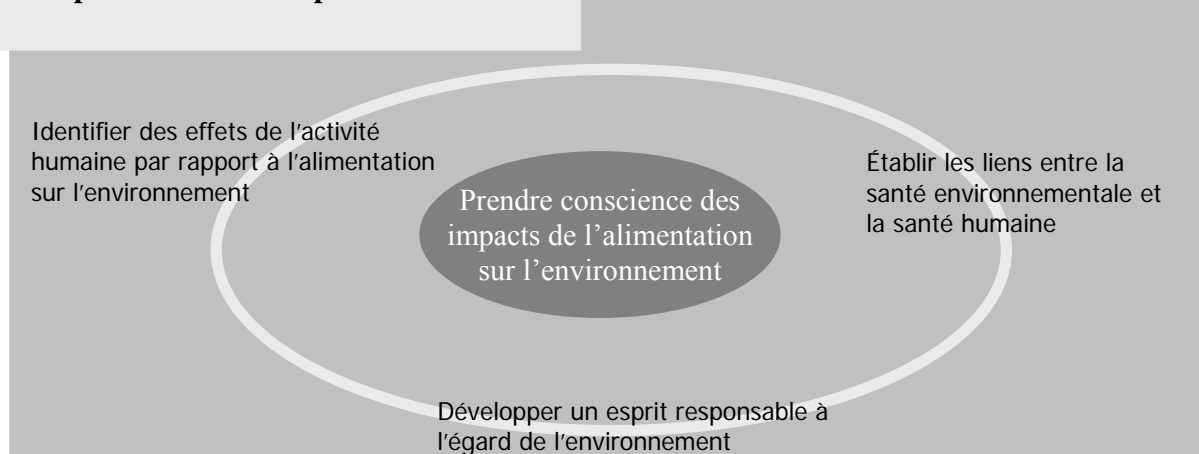 Identifier des effets de l'activité
humaine par rapport à l'alimentation
sur l'environnement
Établir les liens entre la
santé environnementale et
la santé humaine
Prendre conscience des
impacts de l’alimentation
sur l’environnement
Développer un esprit responsable à
l'égard de l'environnement